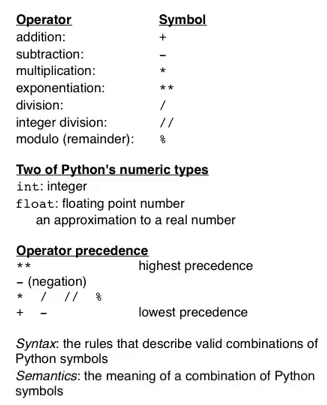 Operator Symbol
addition: +
subtraction: –
multiplication: *
exponentiation: **
division: /
integer division: //
modulo (remainder): %
Two of Python's numeric types
int: integer
float: floating point number
an approximation to a real number
Operator precedence
** highest precedence
– (negation)
* / // %
+ – lowest precedence
Syntax: the rules that describe valid combinations of
Python symbols
Semantics: the meaning of a combination of Python
symbols